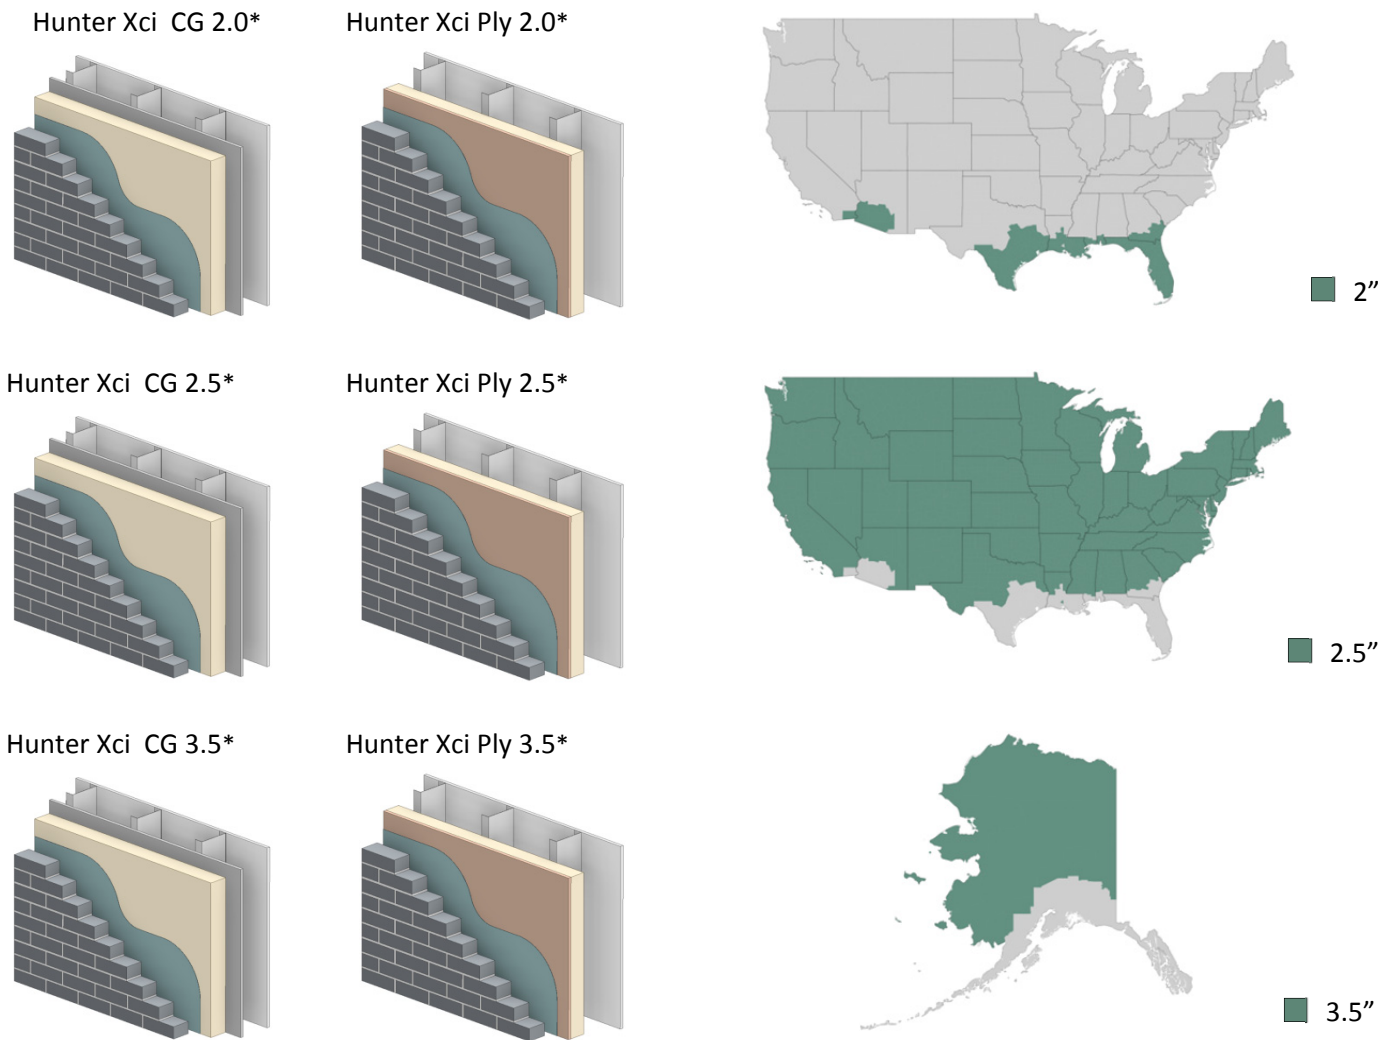 Hunter Xci  CG 2.0*
Hunter Xci Ply 2.0*
2”
Hunter Xci  CG 2.5*
Hunter Xci Ply 2.5*
2.5”
Hunter Xci  CG 3.5*
Hunter Xci Ply 3.5*
3.5”